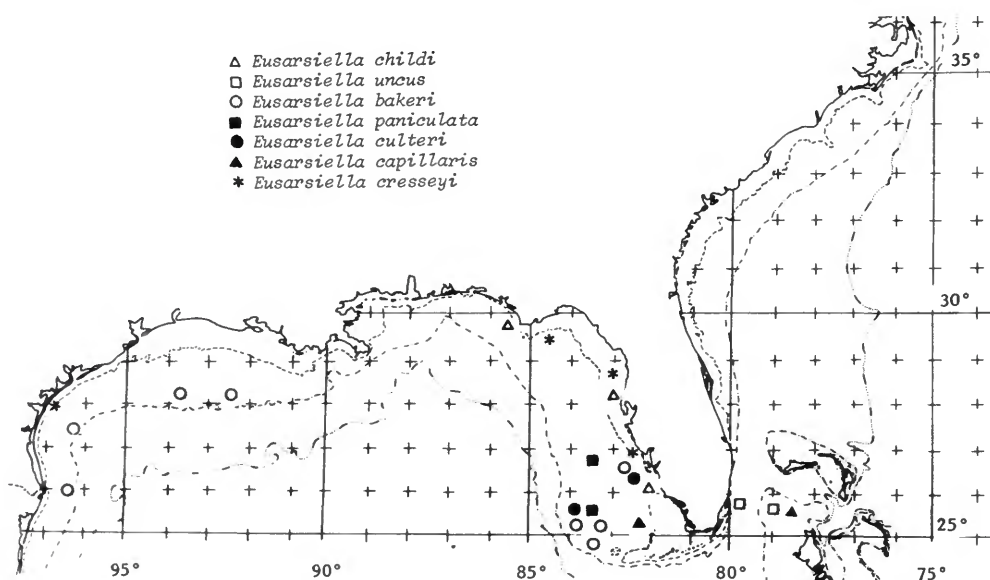 △ Eusarsiella childi
□ Eusarsiella uncus
○ Eusarsiella bakeri
■ Eusarsiella paniculata
● Eusarsiella culteri
▲ Eusarsiella capillaris
* Eusarsiella cresseyi
35°
30°
25°
95° 90° 85° 80° 75°